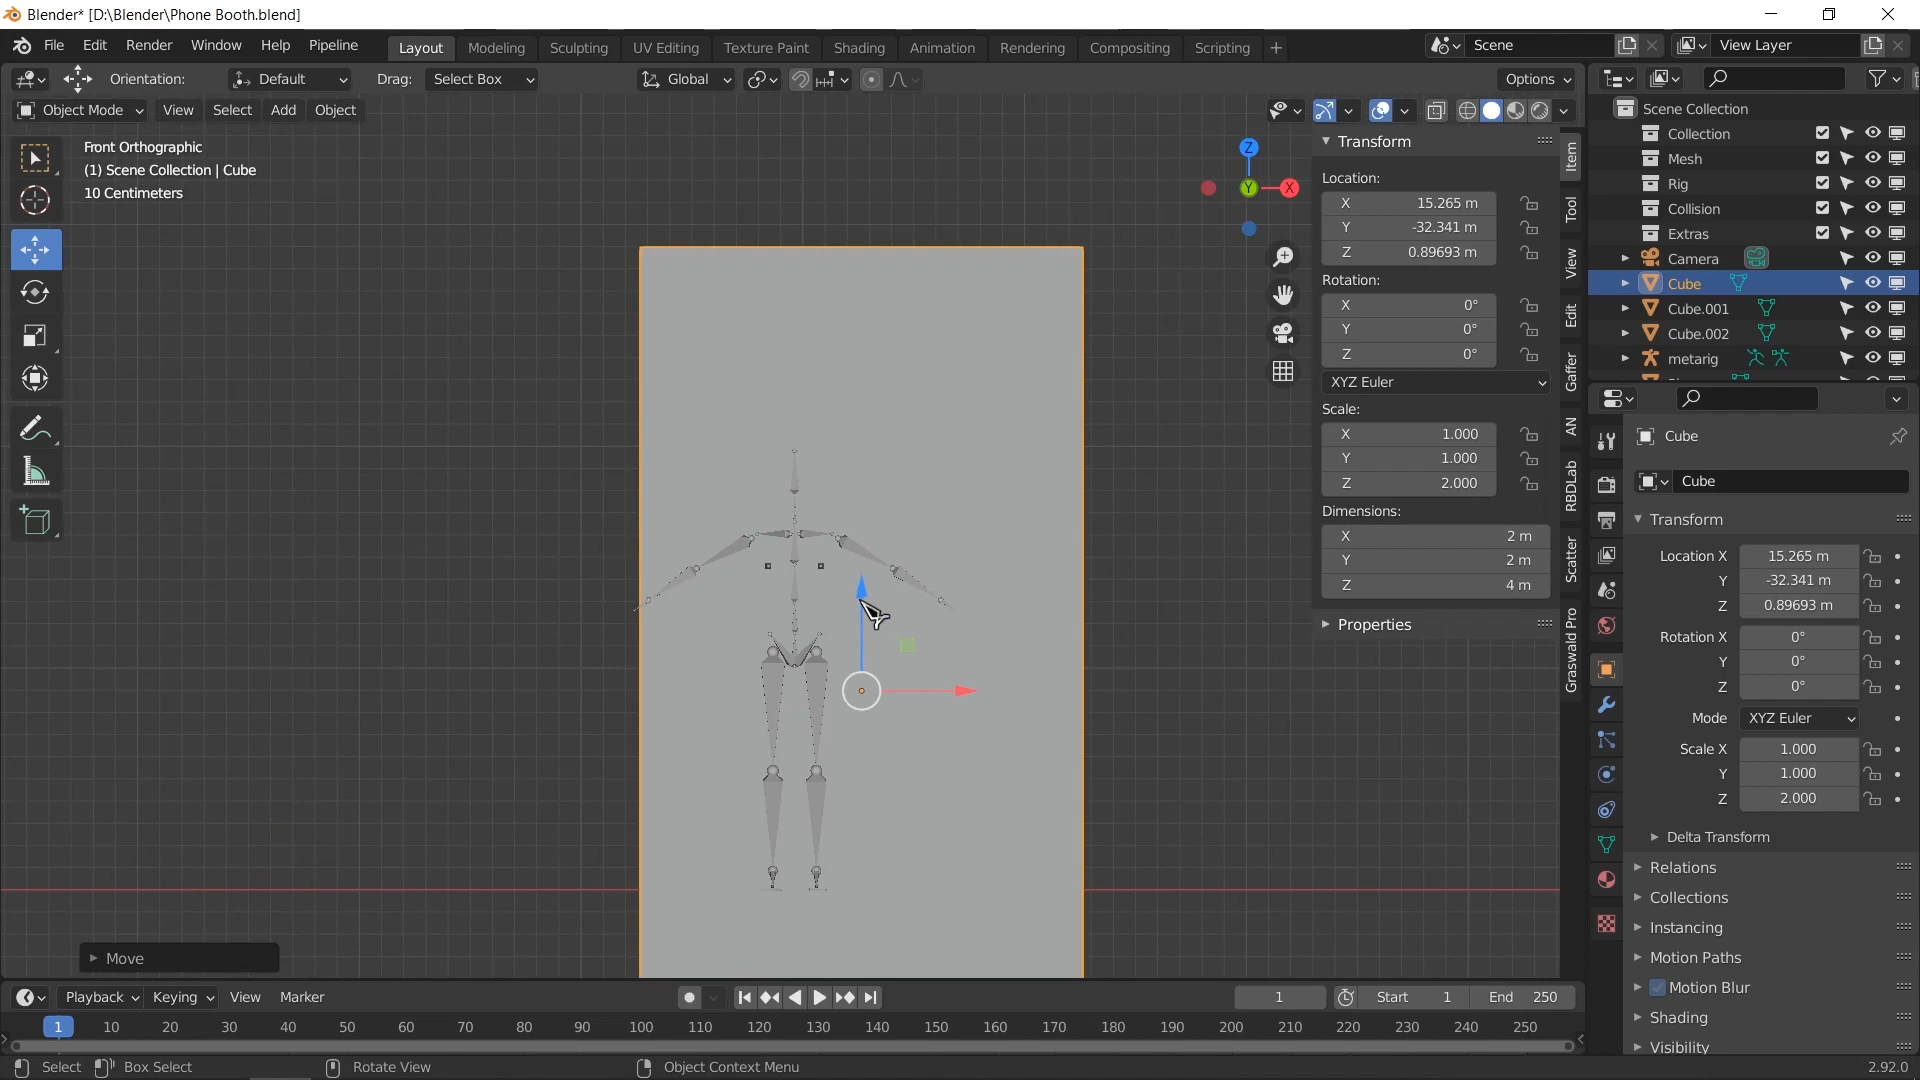 Blender* [D:\Blender\Phone Booth.blend]
File Edit Render Window Help Pipeline Layout Modeling Sculpting UV Editing Texture Paint Shading Animation Rendering Compositing Scripting + Scene View Layer
Orientation: Default Drag: Select Box Global Options
Object Mode View Select Add Object
Front Orthographic
(1) Scene Collection | Cube
10 Centimeters
Z
Y
X
Transform
Location:
X 15.265 m
Y -32.341 m
Z 0.89693 m
Rotation:
X 0°
Y 0°
Z 0°
XYZ Euler
Scale:
X 1.000
Y 1.000
Z 2.000
Dimensions:
X 2 m
Y 2 m
Z 4 m
Properties
Item
Tool
View
Edit
Gaffer
AN
RBDLab
Scatter
Graswald Pro
Scene Collection
Collection
Mesh
Rig
Collision
Extras
Camera
Cube
Cube.001
Cube.002
metarig
Cube
Cube
Transform
Location X 15.265 m
Y -32.341 m
Z 0.89693 m
Rotation X 0°
Y 0°
Z 0°
Mode XYZ Euler
Scale X 1.000
Y 1.000
Z 2.000
Delta Transform
Relations
Collections
Instancing
Motion Paths
Motion Blur
Shading
Visibility
Move
Playback Keying View Marker 1 Start 1 End 250
1 10 20 30 40 50 60 70 80 90 100 110 120 130 140 150 160 170 180 190 200 210 220 230 240 250
Select Box Select Rotate View Object Context Menu 2.92.0